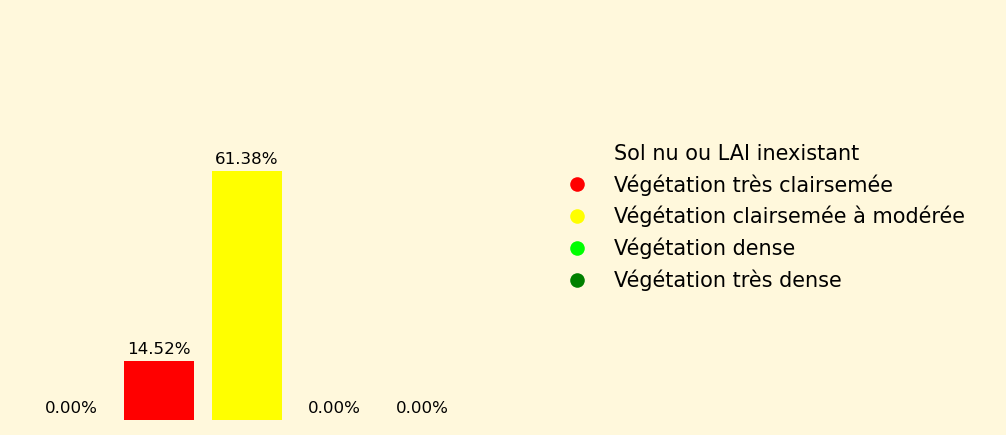 61.38%
14.52%
0.00%
0.00%
0.00%
Sol nu ou LAI inexistant
Végétation très clairsemée
Végétation clairsemée à modérée
Végétation dense
Végétation très dense